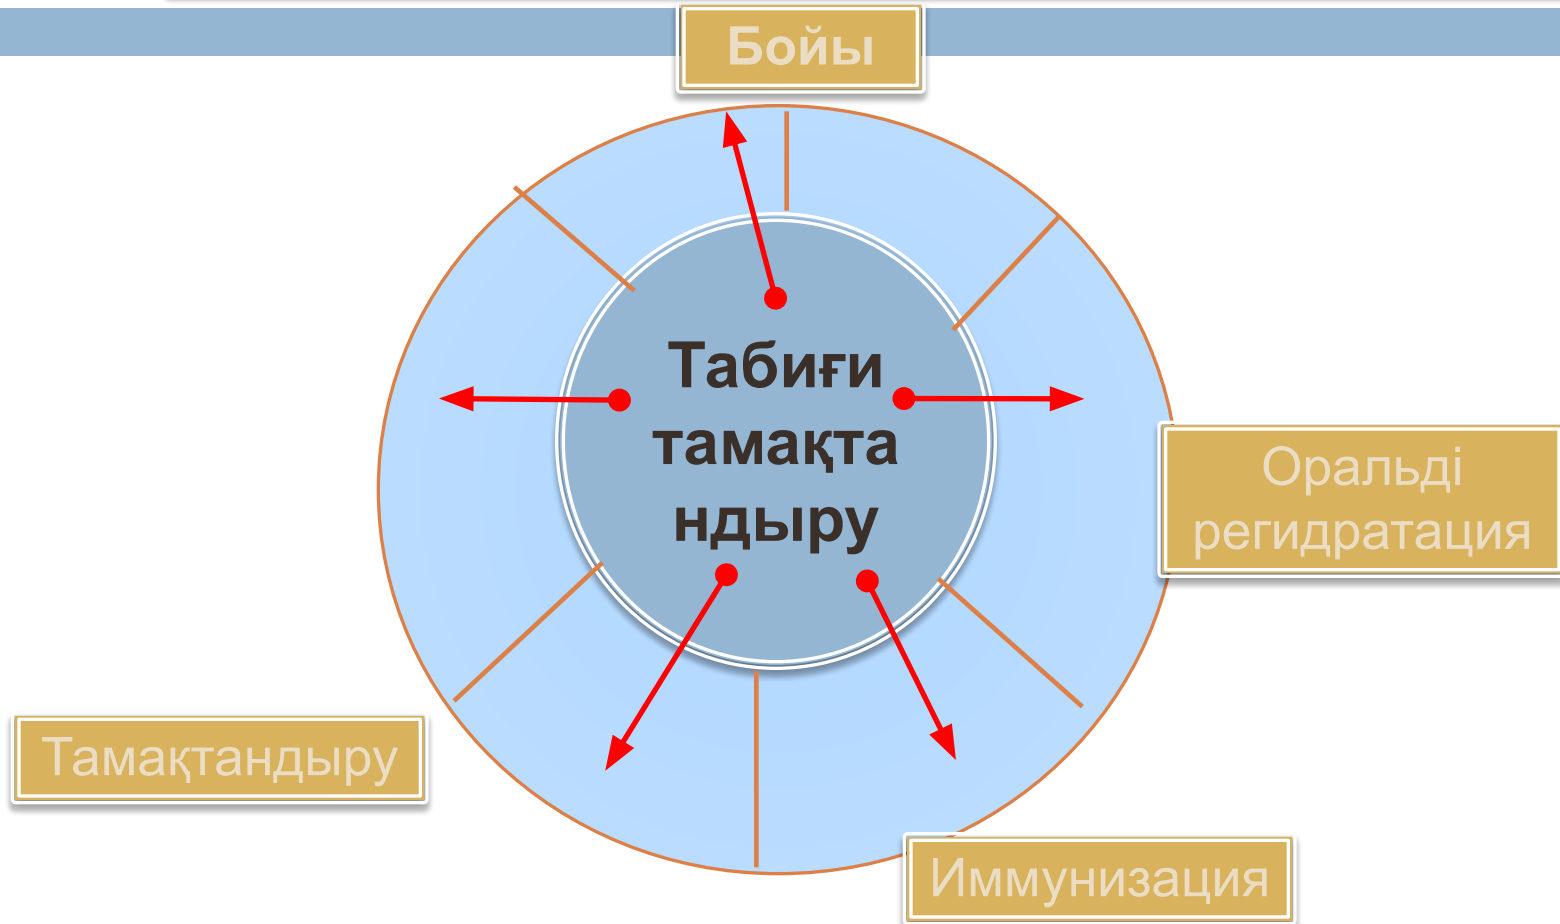 Бойы
Табиғи
тамақта
ндыру
Оральді
регидратация
Тамақтандыру
Иммунизация